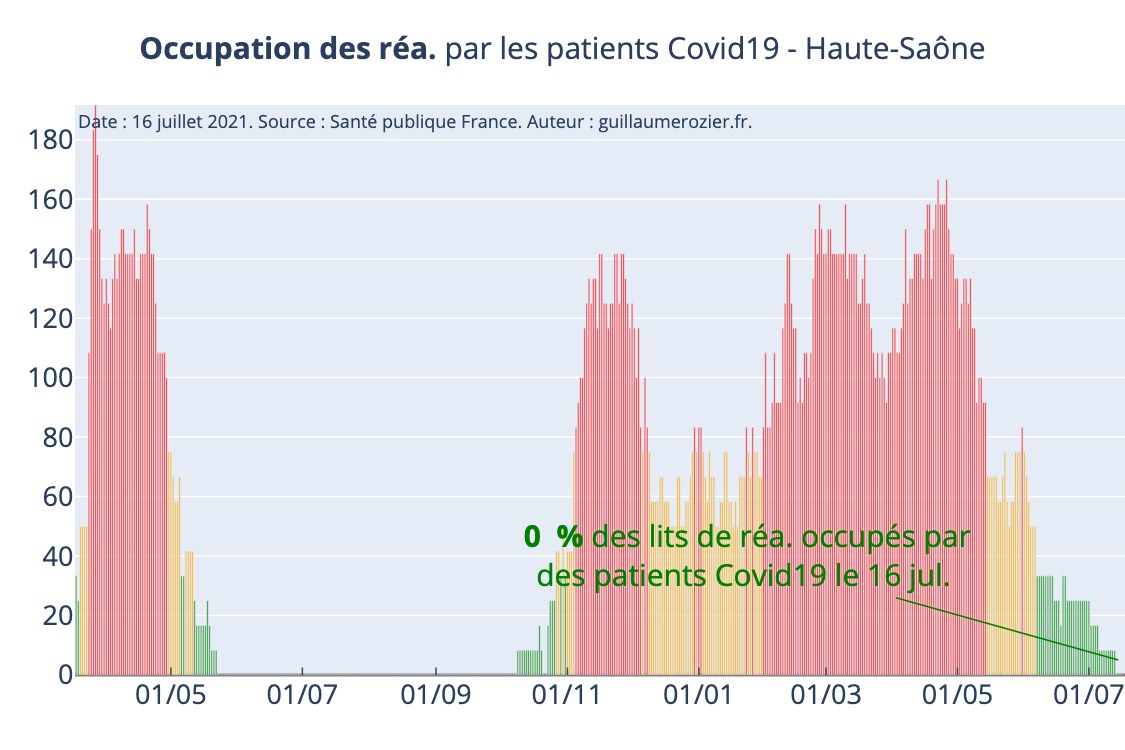 Occupation des réa. par les patients Covid19 - Haute-Saône
Date : 16 juillet 2021. Source : Santé publique France. Auteur : guillaumerozier.fr.
180
160
140
120
100
80
60
40
20
0
0 % des lits de réa. occupés par
des patients Covid19 le 16 jul.
01/05 01/07 01/09 01/11 01/01 01/03 01/05 01/07